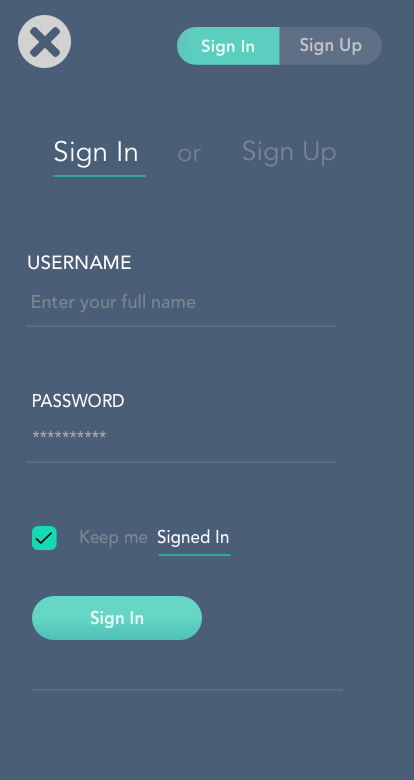 Sign In Sign Up
Sign In or Sign Up
USERNAME
Enter your full name
PASSWORD
**********
Keep me Signed In
Sign In